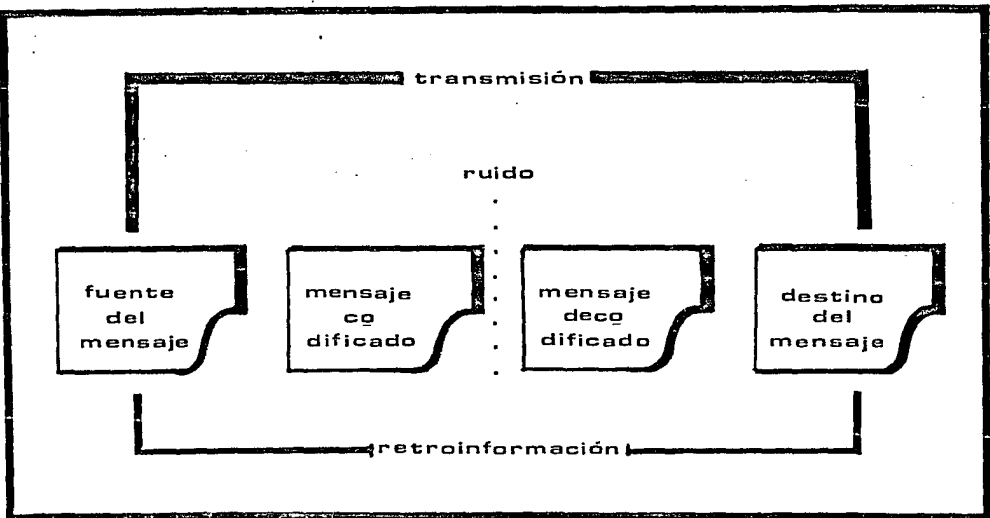 transmisión
ruido
fuente
del
mensaje
mensaje
co
dificado
mensaje
deco
dificado
destino
del
mensaje
retroinformación